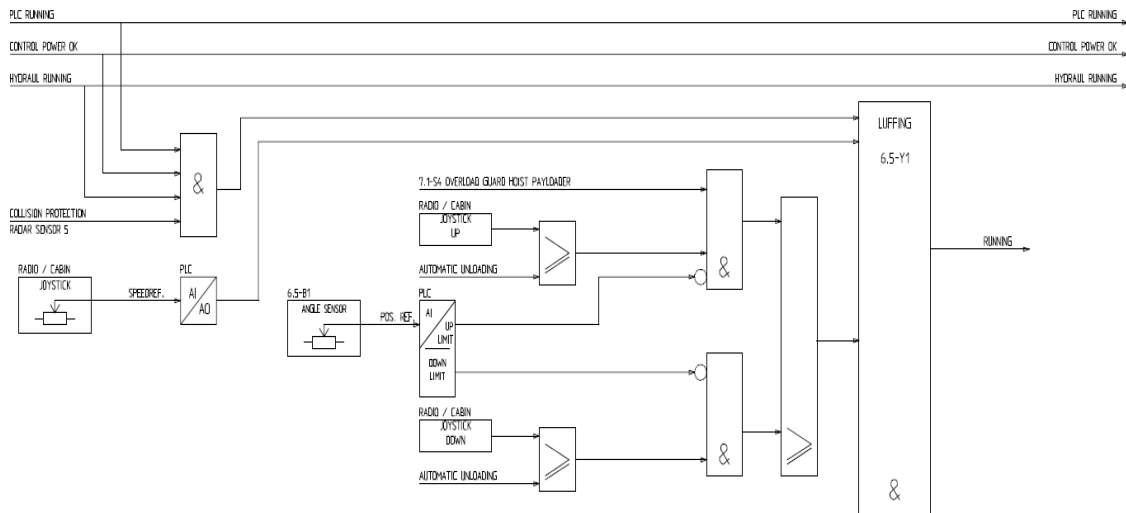 PLC RUNNING
PLC RUNNING
CONTROL POWER OK
CONTROL POWER OK
HYDRAUL RUNNING
HYDRAUL RUNNING
LUFFING
6.5-Y1
&
COLLISION PROTECTION
RADAR SENSOR 5
7.1-S4 OVERLOAD GUARD HOIST PAYLOADER
RADIO / CABIN
JOYSTICK
UP
AUTOMATIC UNLOADING
&
RUNNING
RADIO / CABIN
JOYSTICK
SPEEDREF.
PLC
AI
AO
6.5-B1
ANGLE SENSOR
POS. REF.
PLC
AI
UP
LIMIT
DOWN
LIMIT
RADIO / CABIN
JOYSTICK
DOWN
AUTOMATIC UNLOADING
&
&